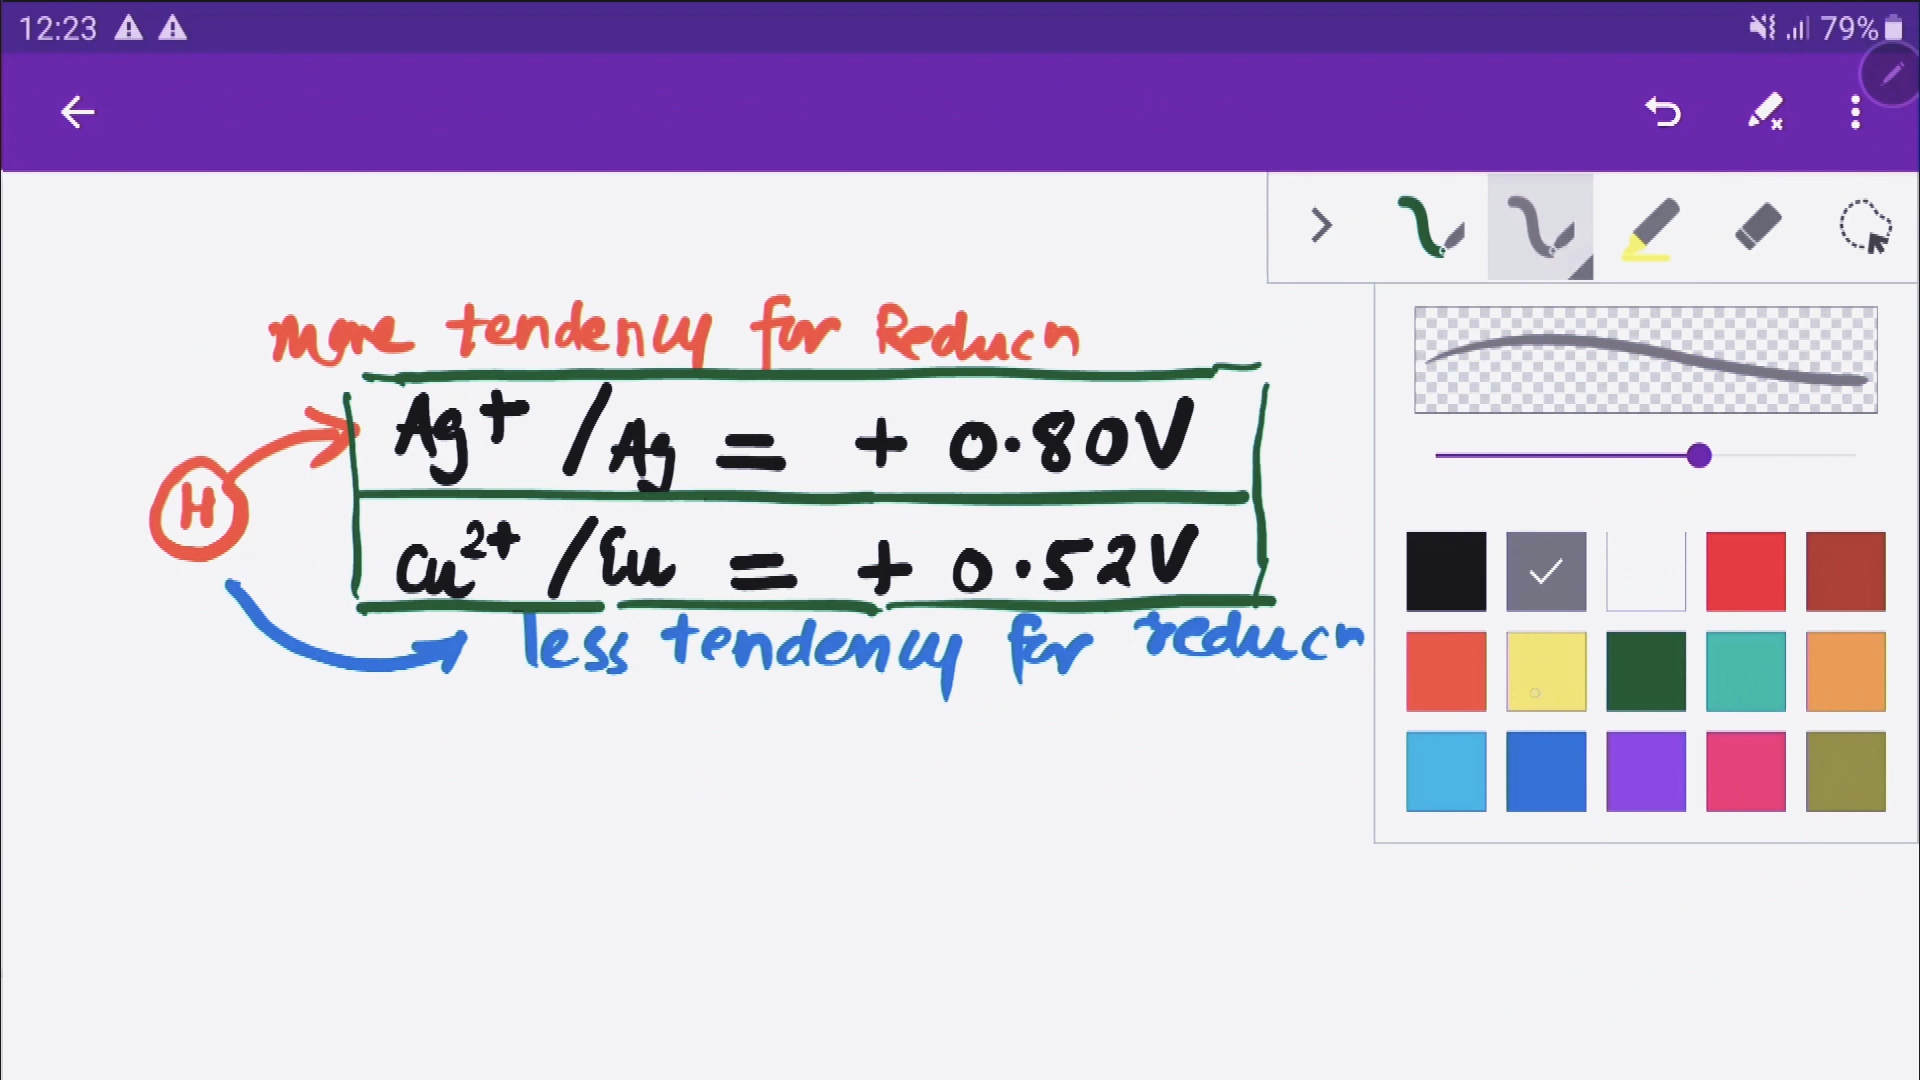 12:23
79%
more tendency for Reducn
Ag+ /Ag = + 0.80V
H
Cu2+ /Cu = + 0.52V
less tendency for reducn